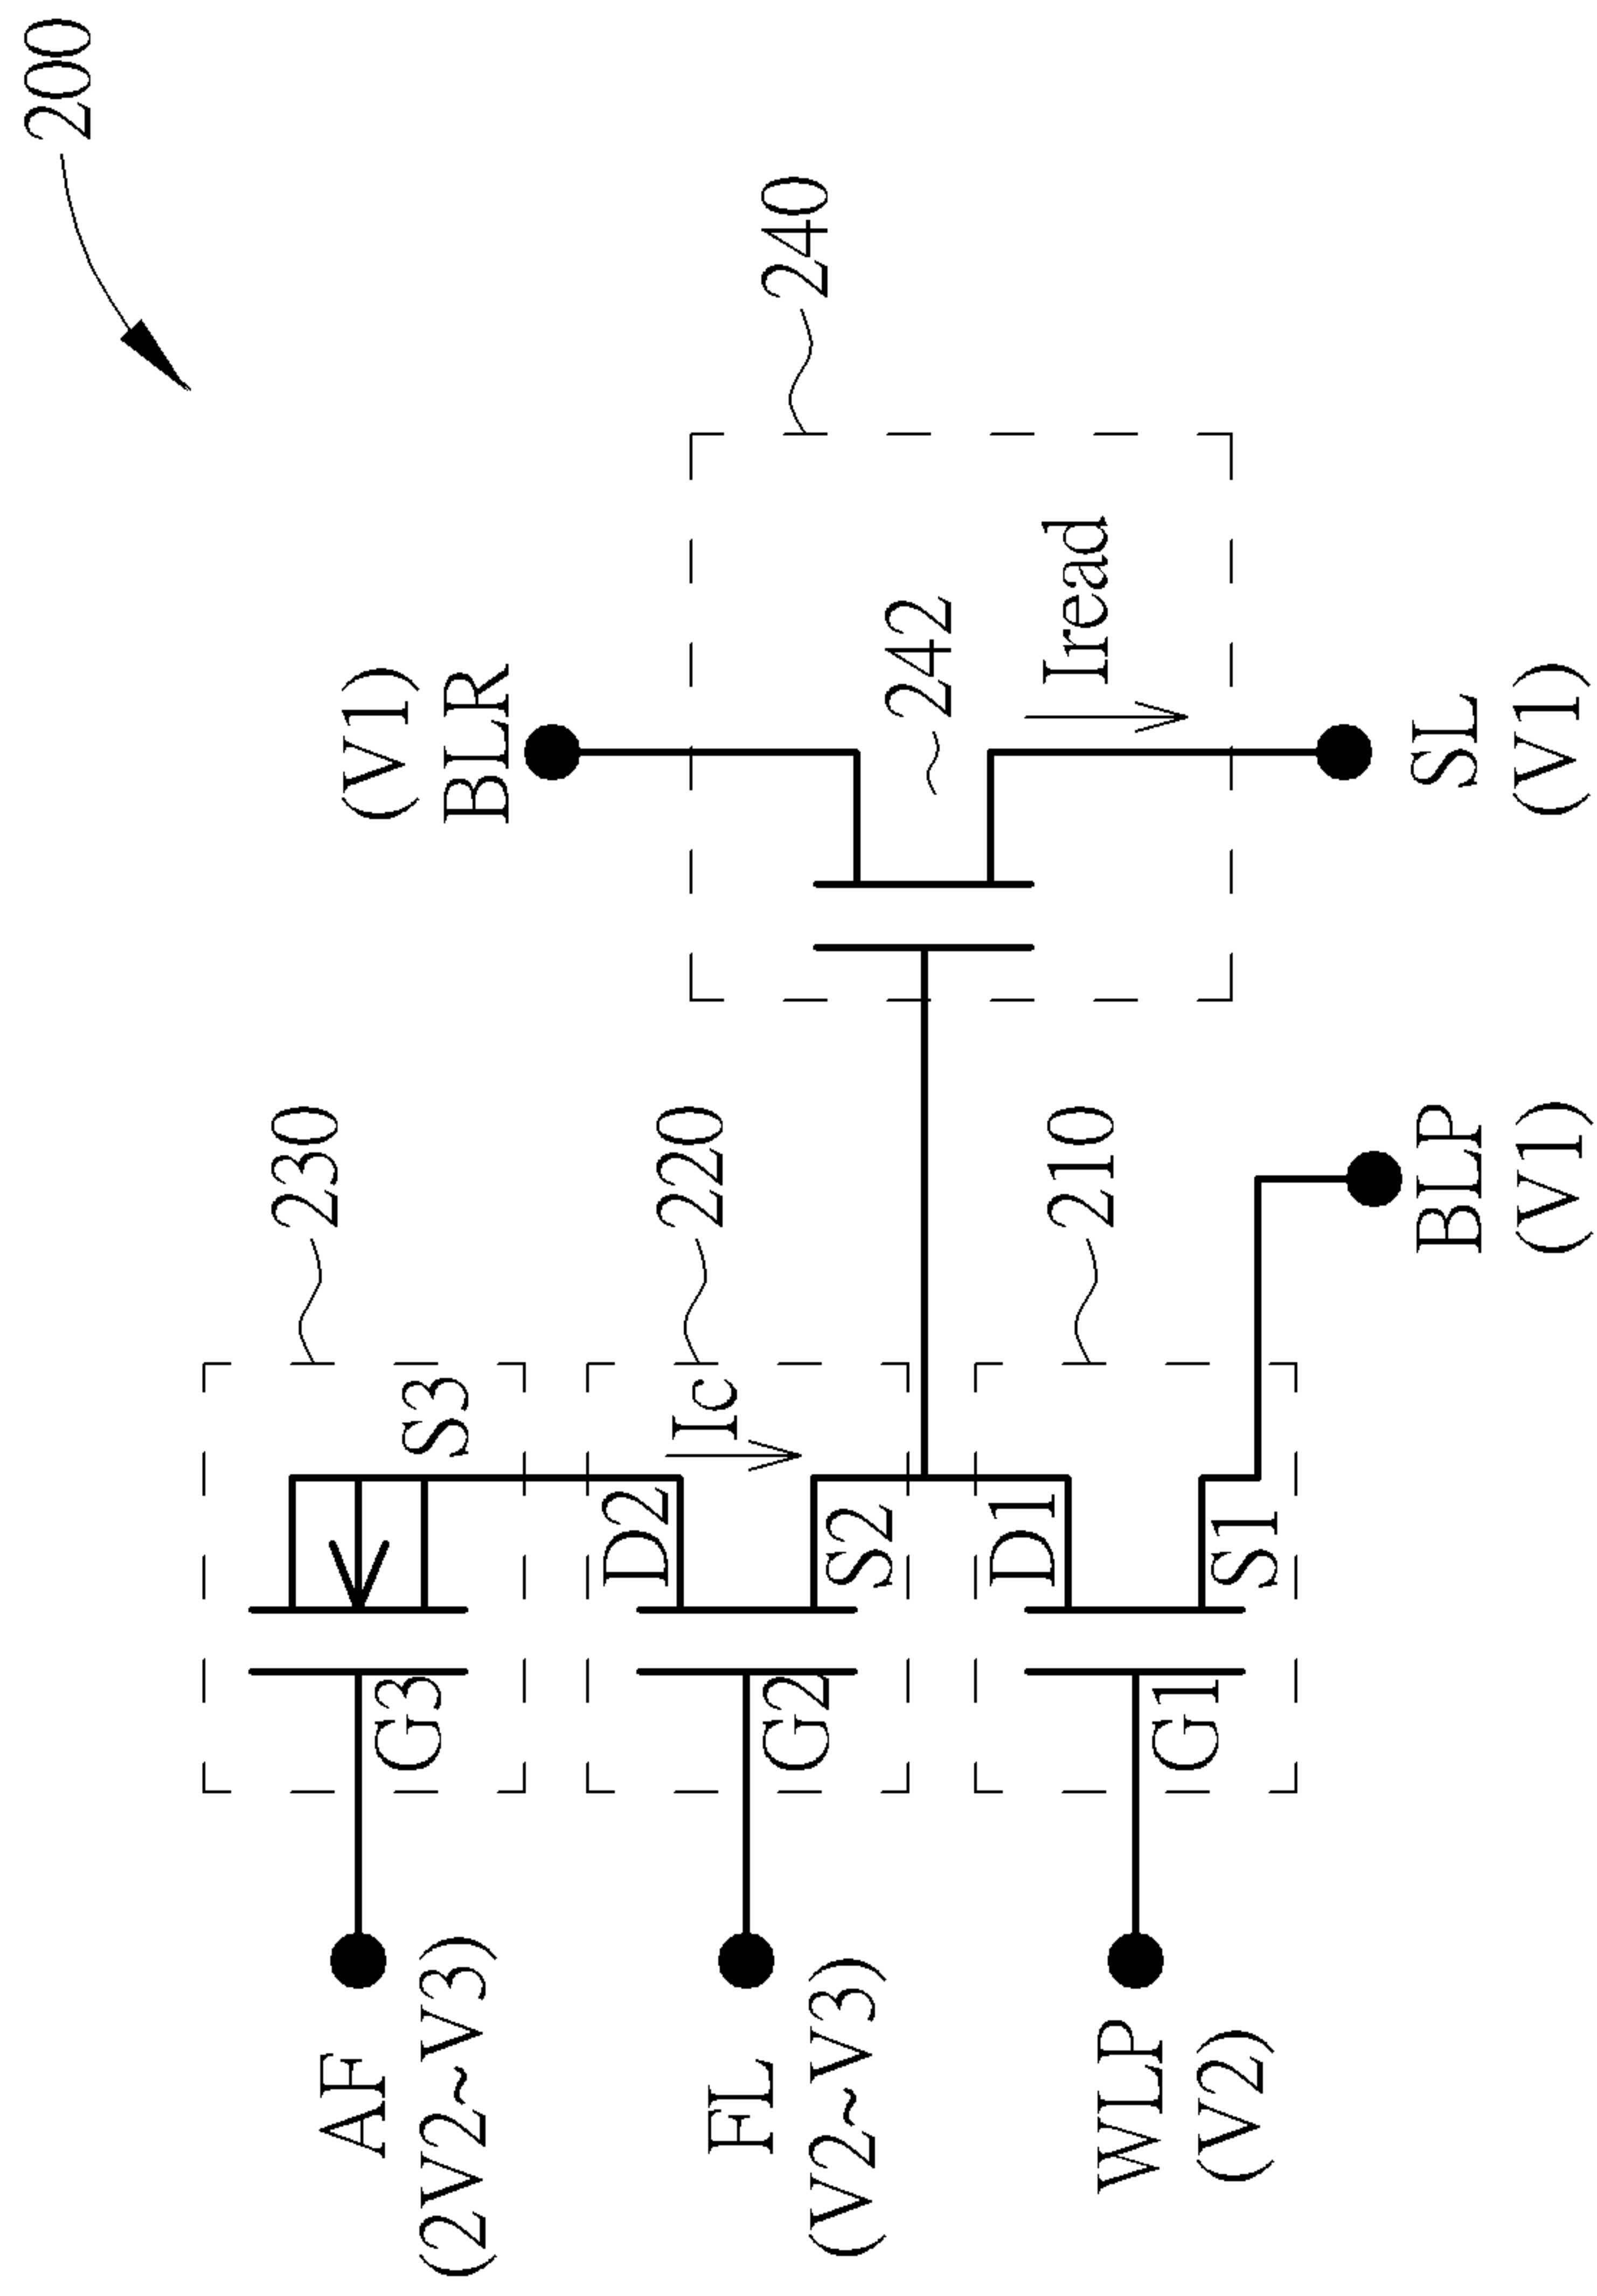 200
AF
(2V2~V3)
G3
S3
230
FL
(V2~V3)
G2
D2
S2
Ic
220
WLP
(V2)
G1
D1
S1
210
BLP
(V1)
(V1)
BLR
242
Iread
240
SL
(V1)